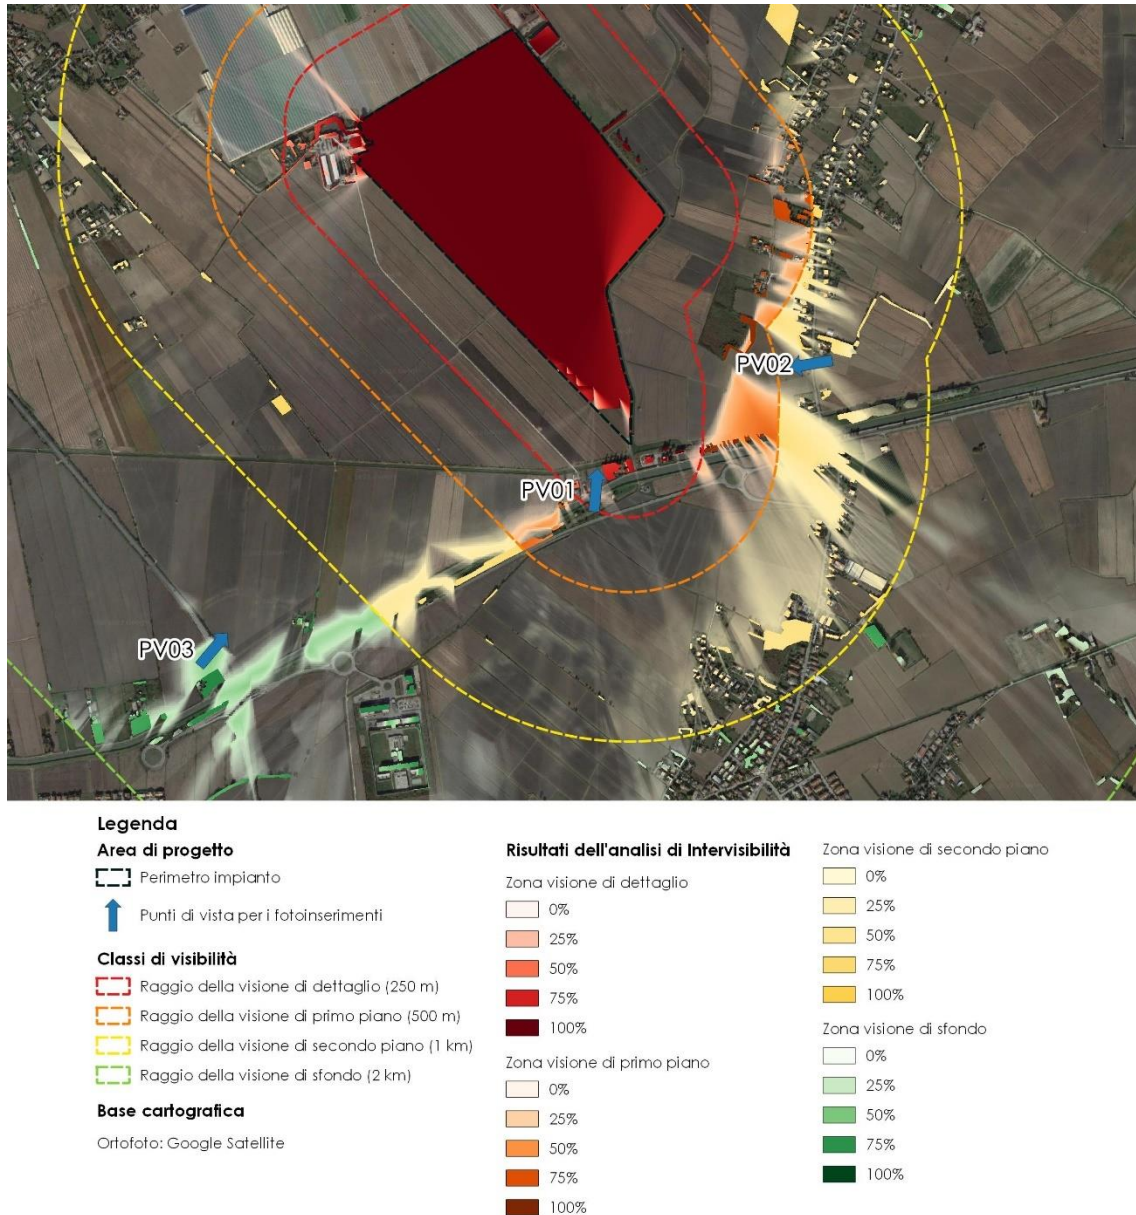 PV02
PV01
PV03
Legenda
Area di progetto
Perimetro impianto
Punti di vista per i fotoinserimenti
Classi di visibilità
Raggio della visione di dettaglio (250 m)
Raggio della visione di primo piano (500 m)
Raggio della visione di secondo piano (1 km)
Raggio della visione di sfondo (2 km)
Base cartografica
Ortofoto: Google Satellite
Risultati dell'analisi di Intervisibilità
Zona visione di dettaglio
0%
25%
50%
75%
100%
Zona visione di primo piano
0%
25%
50%
75%
100%
Zona visione di secondo piano
0%
25%
50%
75%
100%
Zona visione di sfondo
0%
25%
50%
75%
100%